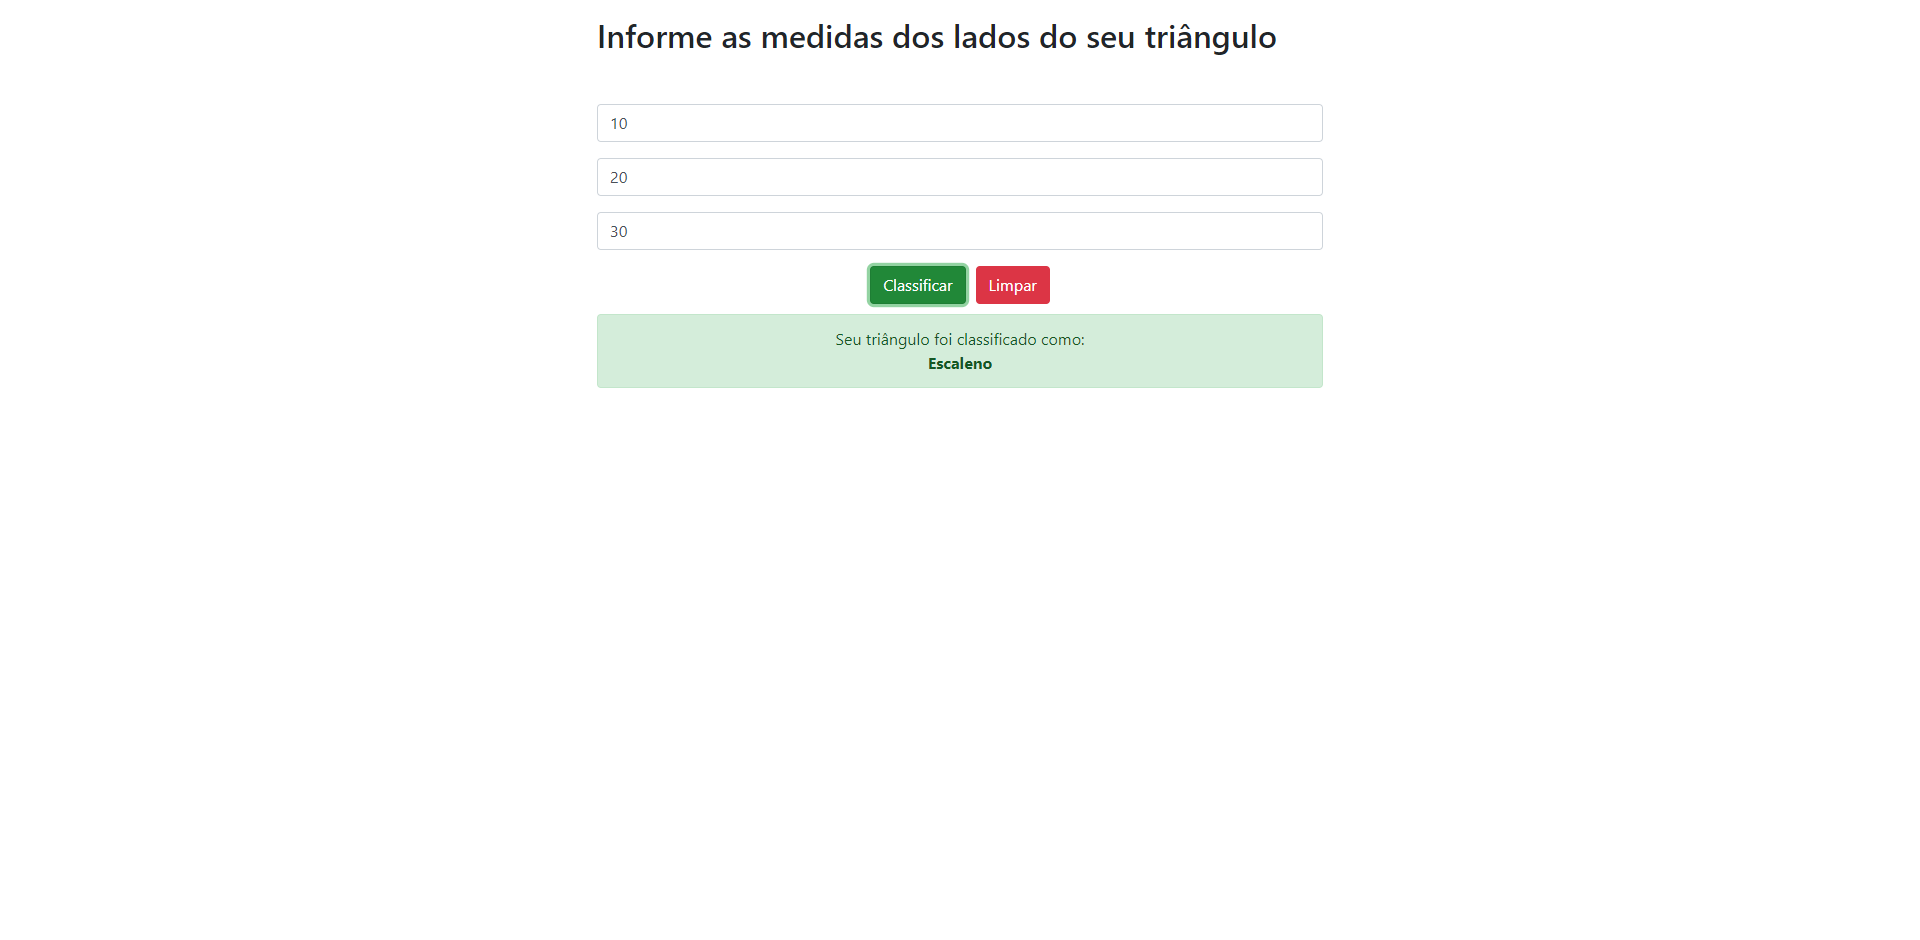 Informe as medidas dos lados do seu triângulo
10
20
30
Classificar Limpar
Seu triângulo foi classificado como:
Escaleno